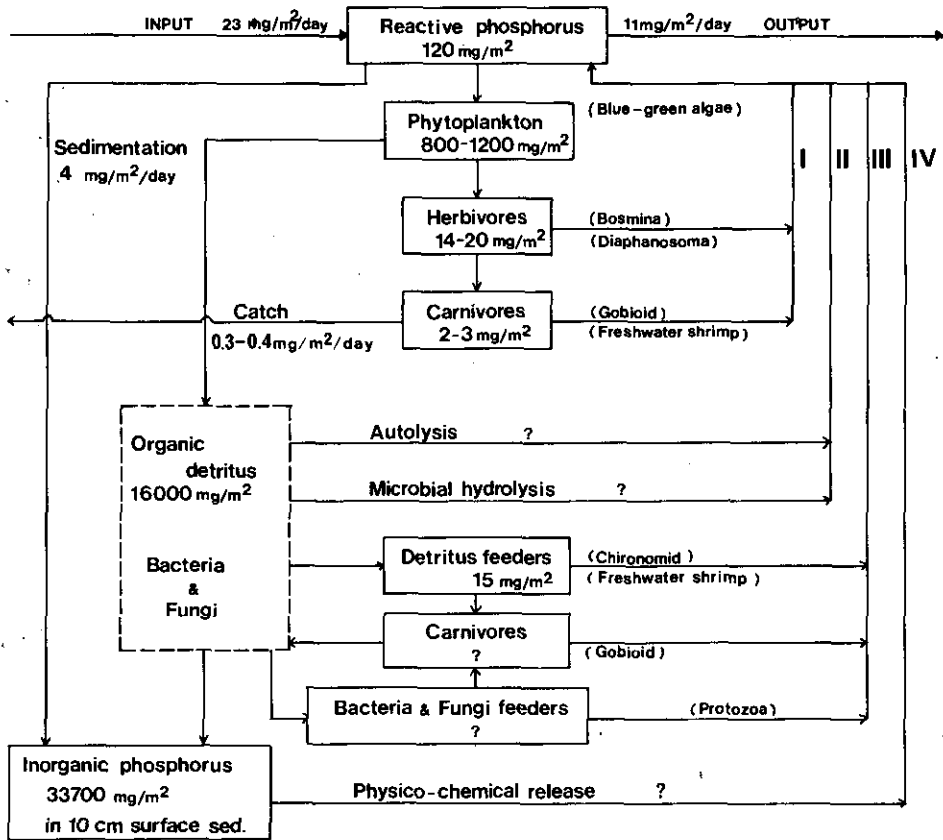 INPUT 23 mg/m²/day
Reactive phosphorus
120 mg/m²
11mg/m²/day OUTPUT
(Blue-green algae)
Phytoplankton
800-1200 mg/m²
Sedimentation
4 mg/m²/day
I II III IV
Herbivores
14-20 mg/m²
(Bosmina)
(Diaphanosoma)
Catch
0.3-0.4mg/m²/day
Carnivores
2-3 mg/m²
(Gobioid)
(Freshwater shrimp)
Organic
detritus
16000 mg/m²
Bacteria
&
Fungi
Autolysis ?
Microbial hydrolysis ?
Detritus feeders
15 mg/m²
(Chironomid)
(Freshwater shrimp)
Carnivores
?
(Gobioid)
Bacteria & Fungi feeders
?
(Protozoa)
Inorganic phosphorus
33700 mg/m²
in 10 cm surface sed.
Physico-chemical release ?